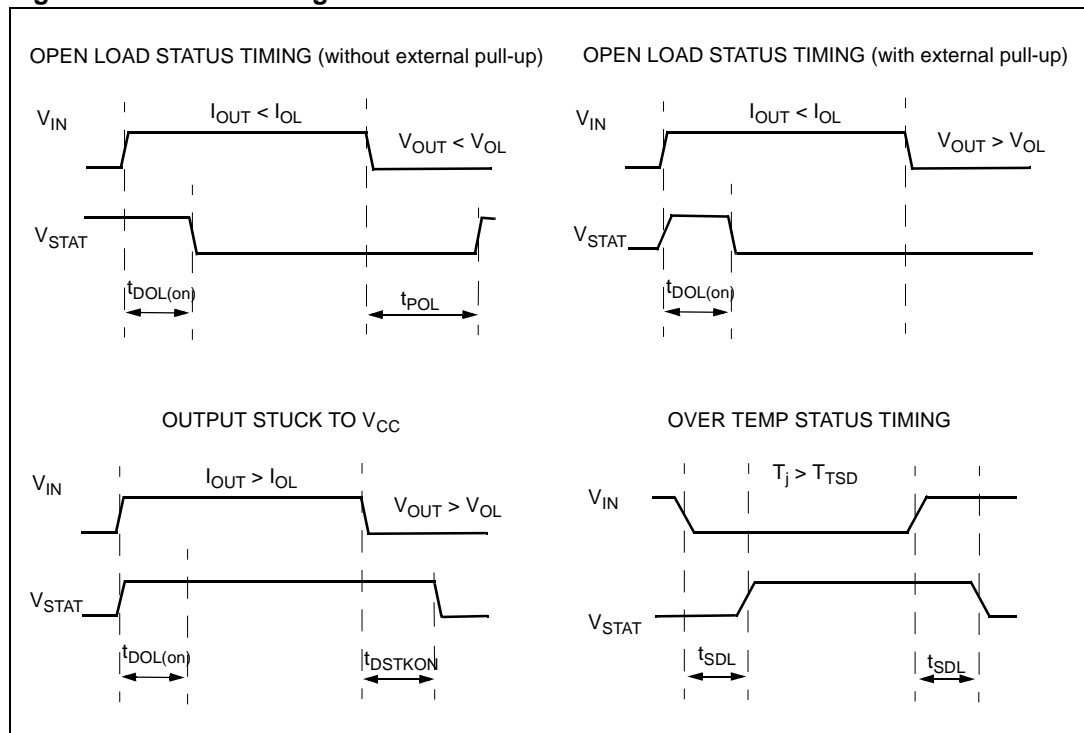 OPEN LOAD STATUS TIMING (without external pull-up)
V_IN
I_OUT < I_OL
V_OUT < V_OL
V_STAT
t_DOL(on)
t_POL
OPEN LOAD STATUS TIMING (with external pull-up)
V_IN
I_OUT < I_OL
V_OUT > V_OL
V_STAT
t_DOL(on)
OUTPUT STUCK TO V_CC
V_IN
I_OUT > I_OL
V_OUT > V_OL
V_STAT
t_DOL(on)
t_DSTKON
OVER TEMP STATUS TIMING
V_IN
T_j > T_TSD
V_STAT
t_SDL
t_SDL